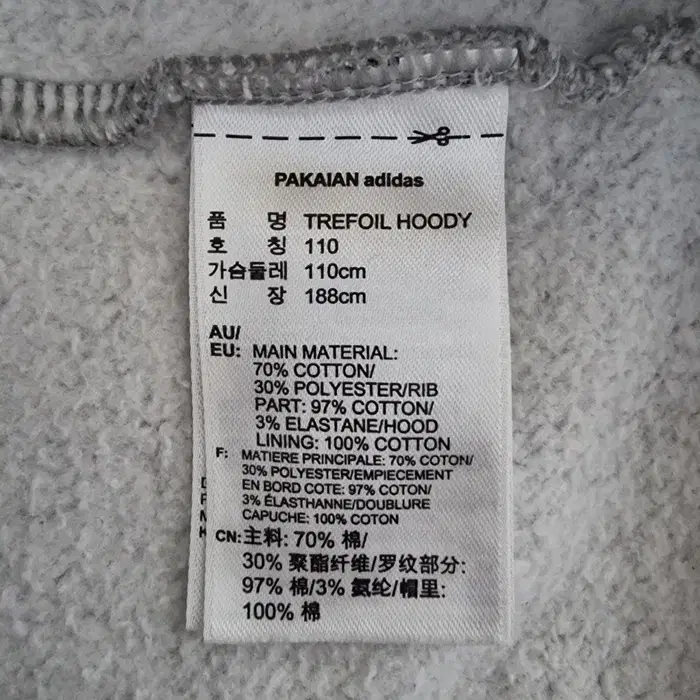 PAKAIAN adidas
품 명 TREFOIL HOODY
호 칭 110
가슴둘레 110cm
신 장 188cm
AU/
EU: MAIN MATERIAL:
70% COTTON/
30% POLYESTER/RIB
PART: 97% COTTON/
3% ELASTANE/HOOD
LINING: 100% COTTON
F: MATIERE PRINCIPALE: 70% COTON/
30% POLYESTER/EMPIECEMENT
EN BORD COTE: 97% COTON/
3% ÉLASTHANNE/DOUBLURE
CAPUCHE: 100% COTON
CN: 主料: 70% 棉/
30% 聚酯纤维/罗纹部分:
97% 棉/3% 氨纶/帽里:
100% 棉